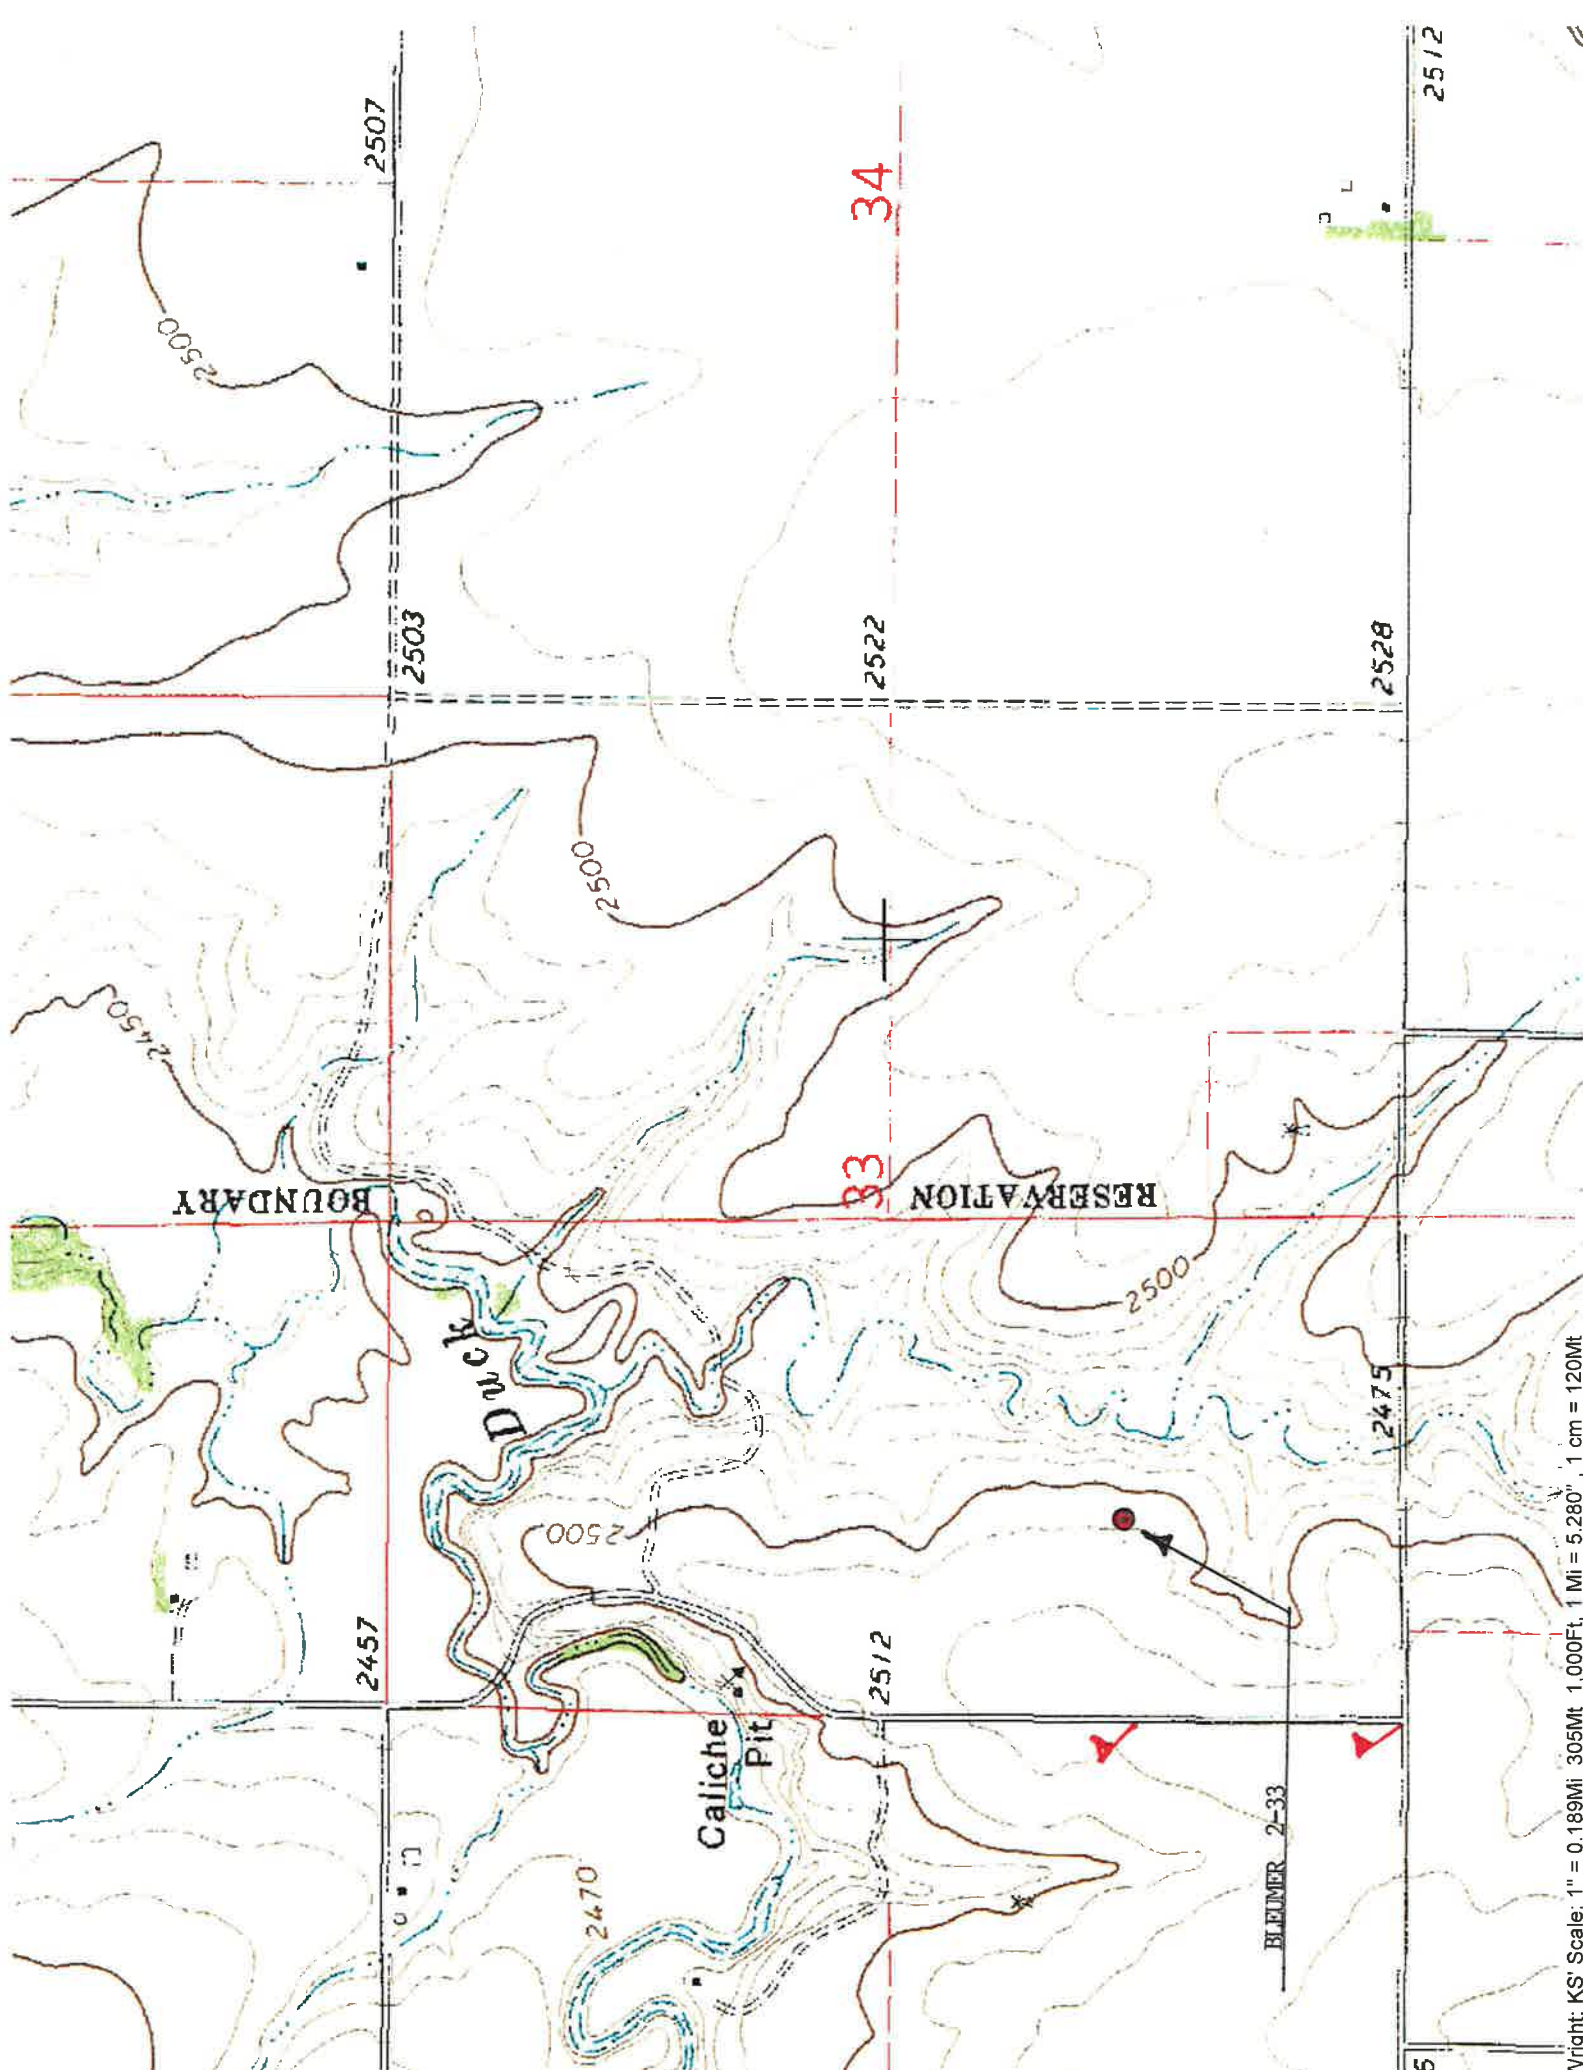 2507
2512
34
2500
2503
2522
2528
2500
2450
BOUNDARY
33
RESERVATION
Duck
2500
2475
2500
2457
2512
Caliche
Pit
2470
BLEUMER 2-33
Wright: KS' Scale: 1" = 0.189Mi 305Mt 1.000Ft, 1 Mi = 5.280", 1 cm = 120Mt